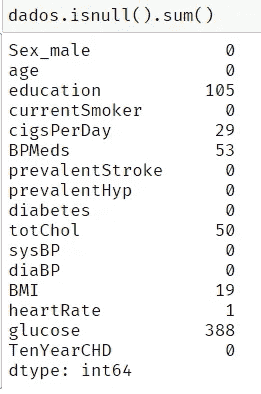 dados.isnull().sum()
Sex_male 0
age 0
education 105
currentSmoker 0
cigsPerDay 29
BPMeds 53
prevalentStroke 0
prevalentHyp 0
diabetes 0
totChol 50
sysBP 0
diaBP 0
BMI 19
heartRate 1
glucose 388
TenYearCHD 0
dtype: int64